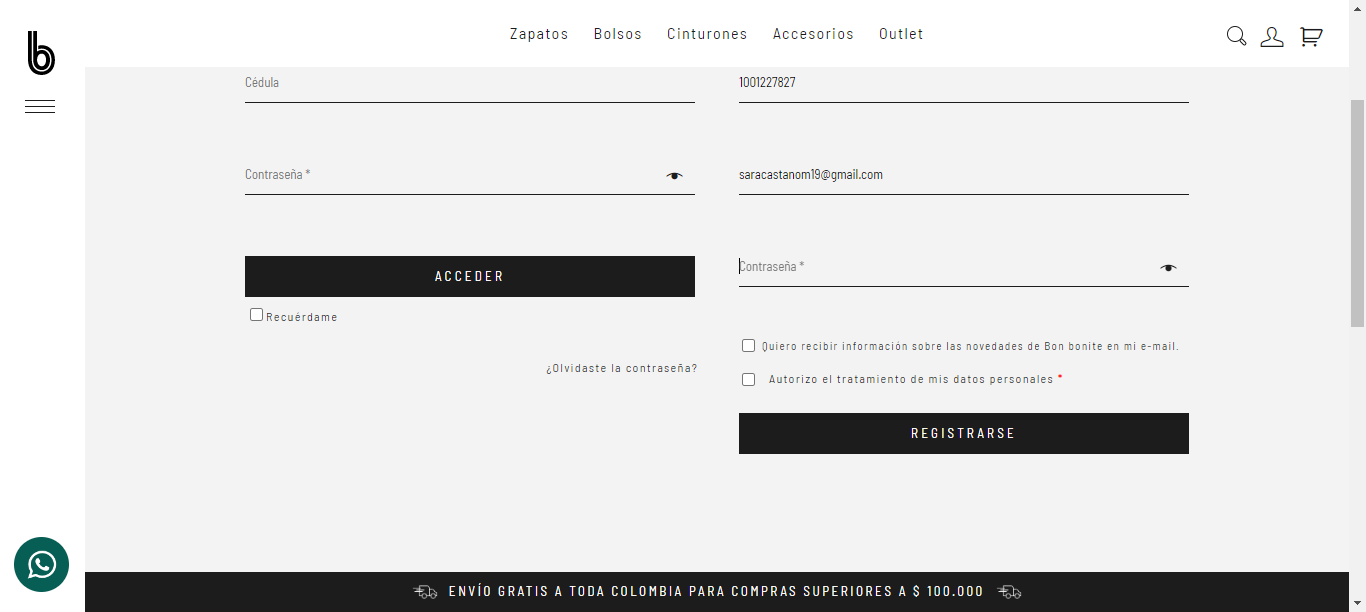 b
Zapatos Bolsos Cinturones Accesorios Outlet
Cédula
Contraseña *
ACCEDER
Recuérdame
¿Olvidaste la contraseña?
1001227827
saracastanom19@gmail.com
Contraseña *
Quiero recibir información sobre las novedades de Bon bonite en mi e-mail.
Autorizo el tratamiento de mis datos personales *
REGISTRARSE
ENVÍO GRATIS A TODA COLOMBIA PARA COMPRAS SUPERIORES A $ 100.000